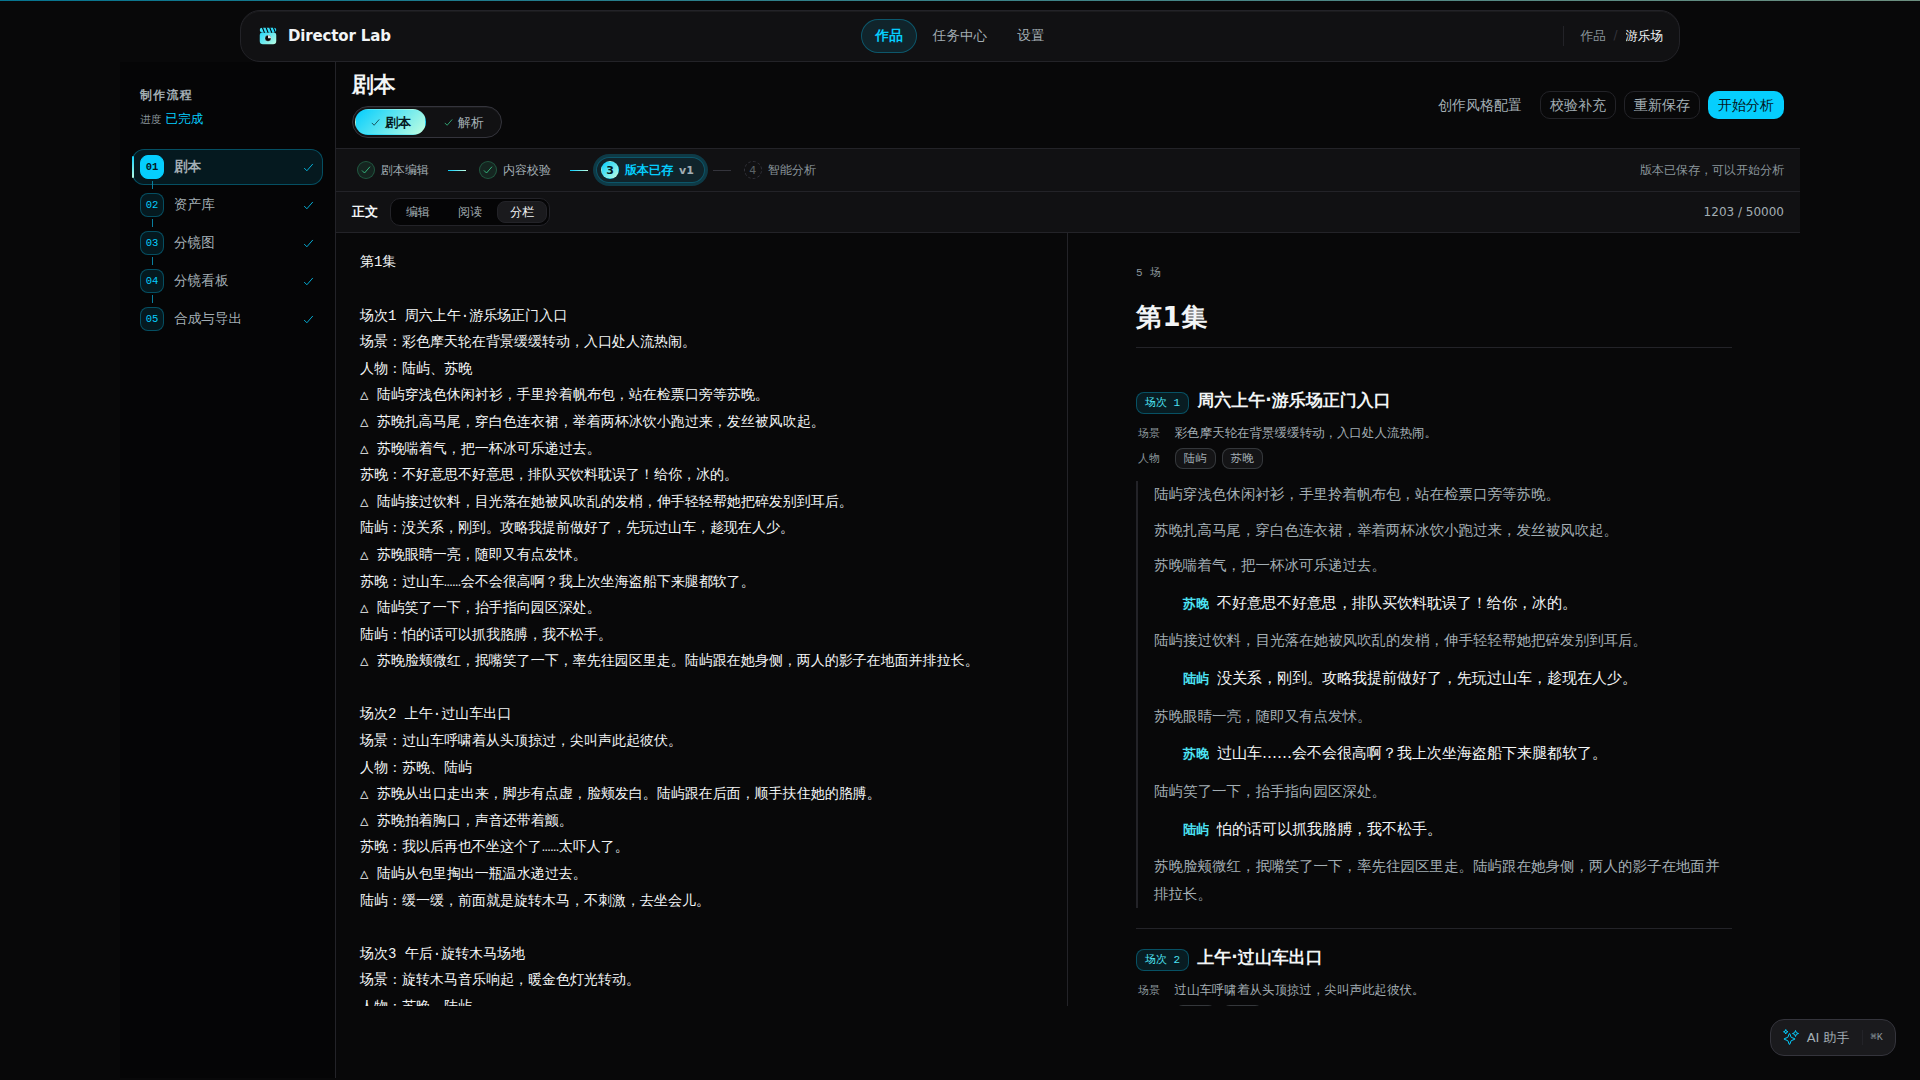 Director Lab
作品
任务中心
设置
作品 / 游乐场
制作流程
进度 已完成
01 剧本
02 资产库
03 分镜图
04 分镜看板
05 合成与导出
剧本
剧本 解析
创作风格配置 校验补充 重新保存 开始分析
剧本编辑 内容校验 3 版本已存 v1 4 智能分析
版本已保存，可以开始分析
正文 编辑 阅读 分栏
1203 / 50000
第1集
场次1 周六上午·游乐场正门入口
场景：彩色摩天轮在背景缓缓转动，入口处人流热闹。
人物：陆屿、苏晚
△ 陆屿穿浅色休闲衬衫，手里拎着帆布包，站在检票口旁等苏晚。
△ 苏晚扎高马尾，穿白色连衣裙，举着两杯冰饮小跑过来，发丝被风吹起。
△ 苏晚喘着气，把一杯冰可乐递过去。
苏晚：不好意思不好意思，排队买饮料耽误了！给你，冰的。
△ 陆屿接过饮料，目光落在她被风吹乱的发梢，伸手轻轻帮她把碎发别到耳后。
陆屿：没关系，刚到。攻略我提前做好了，先玩过山车，趁现在人少。
△ 苏晚眼睛一亮，随即又有点发怵。
苏晚：过山车……会不会很高啊？我上次坐海盗船下来腿都软了。
△ 陆屿笑了一下，抬手指向园区深处。
陆屿：怕的话可以抓我胳膊，我不松手。
△ 苏晚脸颊微红，抿嘴笑了一下，率先往园区里走。陆屿跟在她身侧，两人的影子在地面并排拉长。
场次2 上午·过山车出口
场景：过山车呼啸着从头顶掠过，尖叫声此起彼伏。
人物：苏晚、陆屿
△ 苏晚从出口走出来，脚步有点虚，脸颊发白。陆屿跟在后面，顺手扶住她的胳膊。
△ 苏晚拍着胸口，声音还带着颤。
苏晚：我以后再也不坐这个了……太吓人了。
△ 陆屿从包里掏出一瓶温水递过去。
陆屿：缓一缓，前面就是旋转木马，不刺激，去坐会儿。
场次3 午后·旋转木马场地
场景：旋转木马音乐响起，暖金色灯光转动。
人物：苏晚、陆屿
5 场
第1集
场次 1 周六上午·游乐场正门入口
场景 彩色摩天轮在背景缓缓转动，入口处人流热闹。
人物 陆屿 苏晚
陆屿穿浅色休闲衬衫，手里拎着帆布包，站在检票口旁等苏晚。
苏晚扎高马尾，穿白色连衣裙，举着两杯冰饮小跑过来，发丝被风吹起。
苏晚喘着气，把一杯冰可乐递过去。
苏晚 不好意思不好意思，排队买饮料耽误了！给你，冰的。
陆屿接过饮料，目光落在她被风吹乱的发梢，伸手轻轻帮她把碎发别到耳后。
陆屿 没关系，刚到。攻略我提前做好了，先玩过山车，趁现在人少。
苏晚眼睛一亮，随即又有点发怵。
苏晚 过山车……会不会很高啊？我上次坐海盗船下来腿都软了。
陆屿笑了一下，抬手指向园区深处。
陆屿 怕的话可以抓我胳膊，我不松手。
苏晚脸颊微红，抿嘴笑了一下，率先往园区里走。陆屿跟在她身侧，两人的影子在地面并
排拉长。
场次 2 上午·过山车出口
场景 过山车呼啸着从头顶掠过，尖叫声此起彼伏。
AI 助手 ⌘K